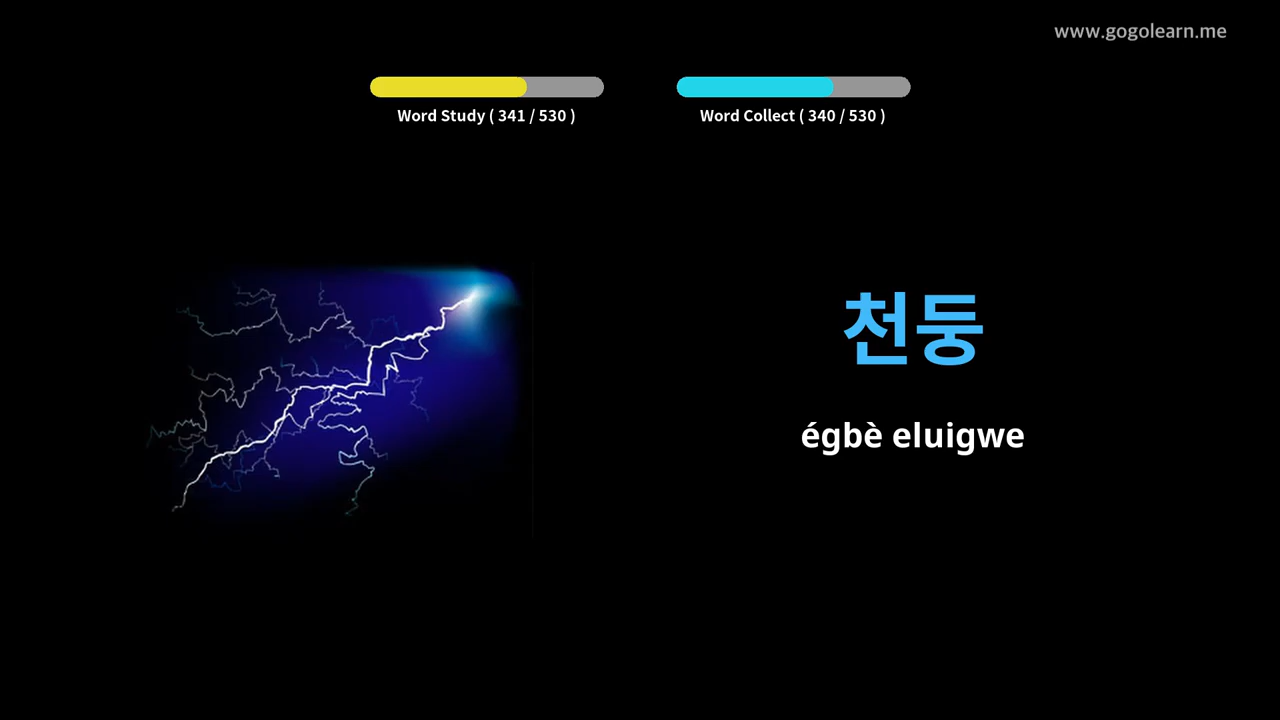 www.gogolearn.me
Word Study ( 341 / 530 )
Word Collect ( 340 / 530 )
천둥
égbè eluigwe